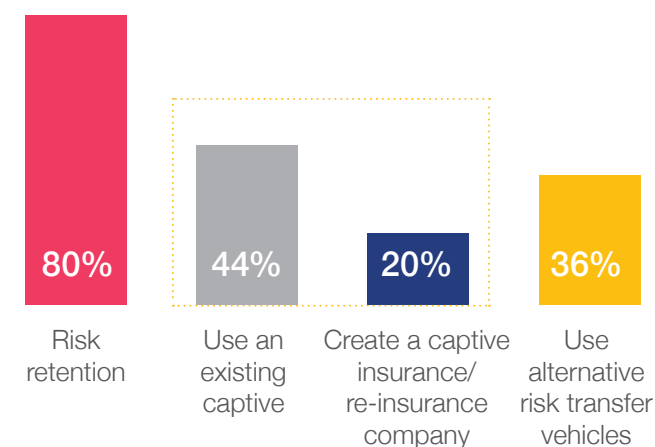 80%
44%
20%
36%
Risk
retention
Use an
existing
captive
Create a captive
insurance/
re-insurance
company
Use
alternative
risk transfer
vehicles